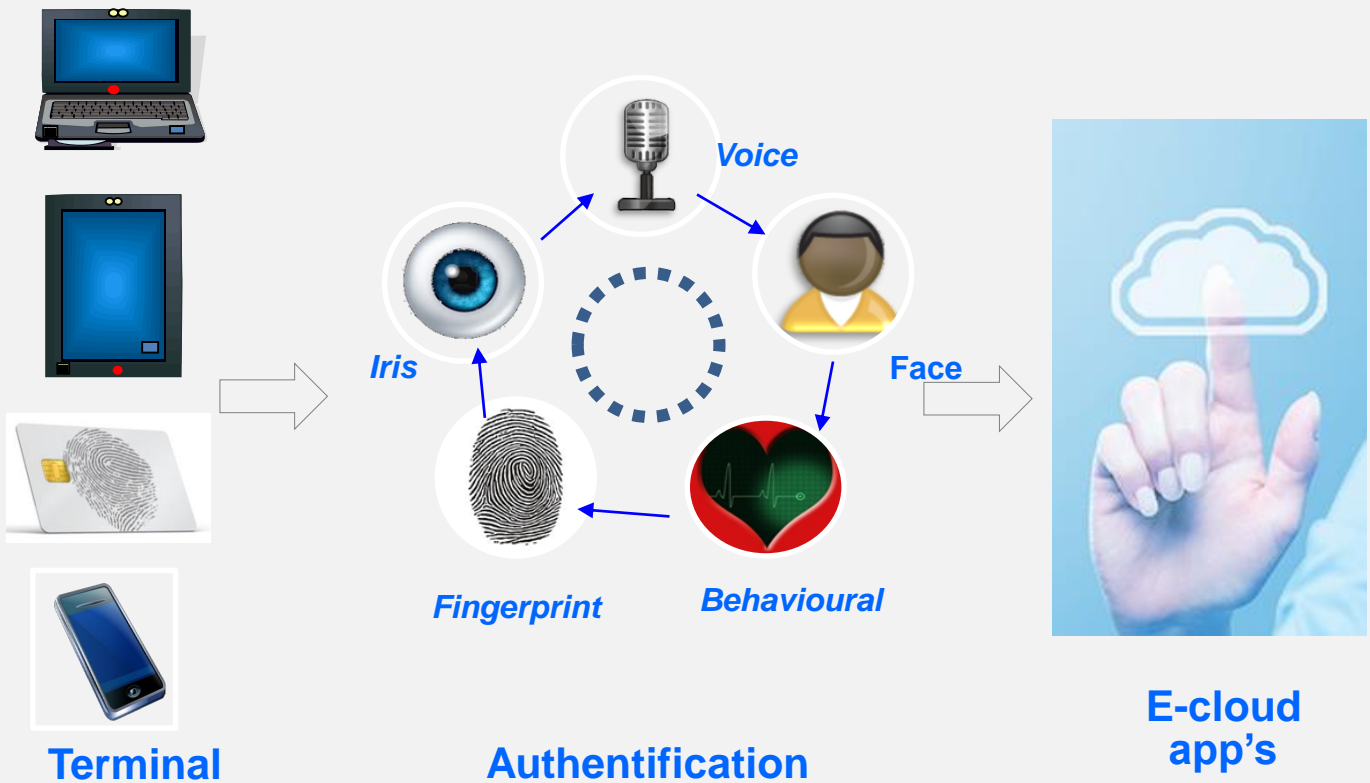 Voice
Iris
Face
Fingerprint
Behavioural
Terminal
Authentification
E-cloud
app's